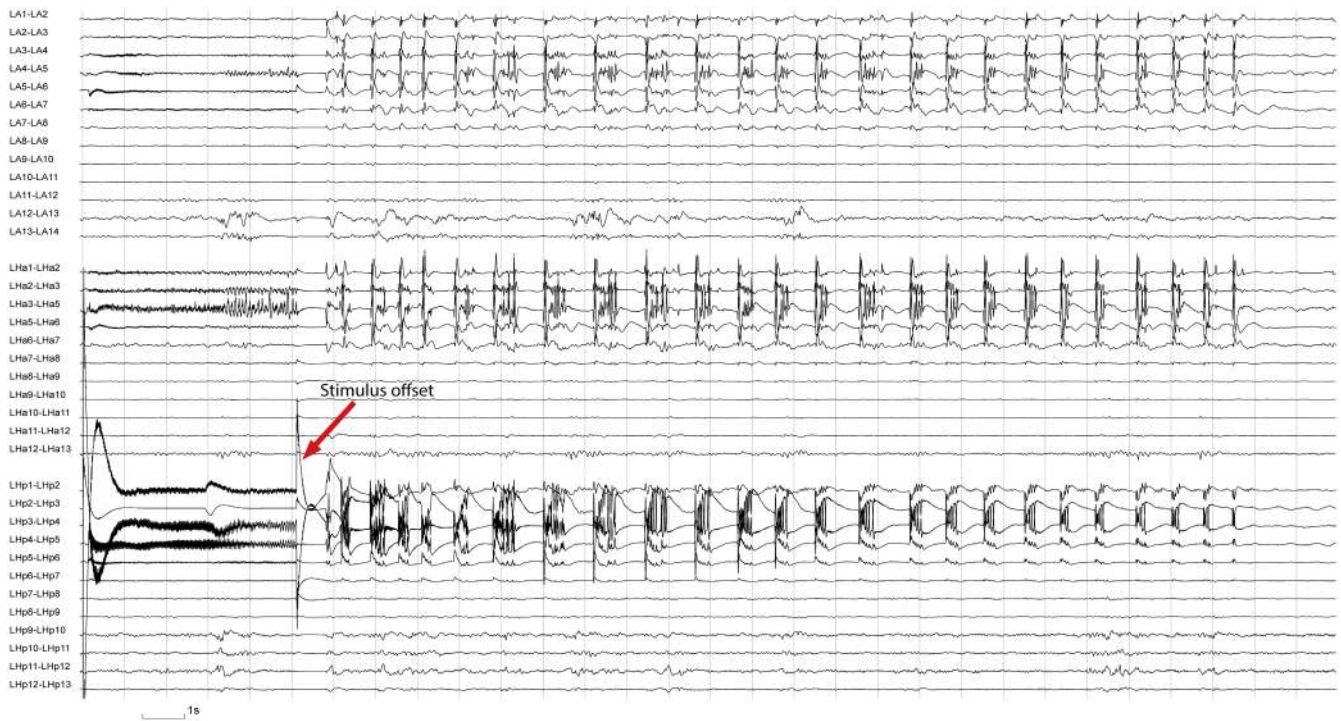 LA1-LA2
LA2-LA3
LA3-LA4
LA4-LA5
LA5-LA6
LA6-LA7
LA7-LA8
LA8-LA9
LA9-LA10
LA10-LA11
LA11-LA12
LA12-LA13
LA13-LA14
LHa1-LHa2
LHa2-LHa3
LHa3-LHa5
LHa5-LHa6
LHa6-LHa7
LHa7-LHa8
LHa8-LHa9
LHa9-LHa10
LHa10-LHa11
LHa11-LHa12
LHa12-LHa13
Stimulus offset
LHp1-LHp2
LHp2-LHp3
LHp3-LHp4
LHp4-LHp5
LHp5-LHp6
LHp6-LHp7
LHp7-LHp8
LHp8-LHp9
LHp9-LHp10
LHp10-LHp11
LHp11-LHp12
LHp12-LHp13
1s